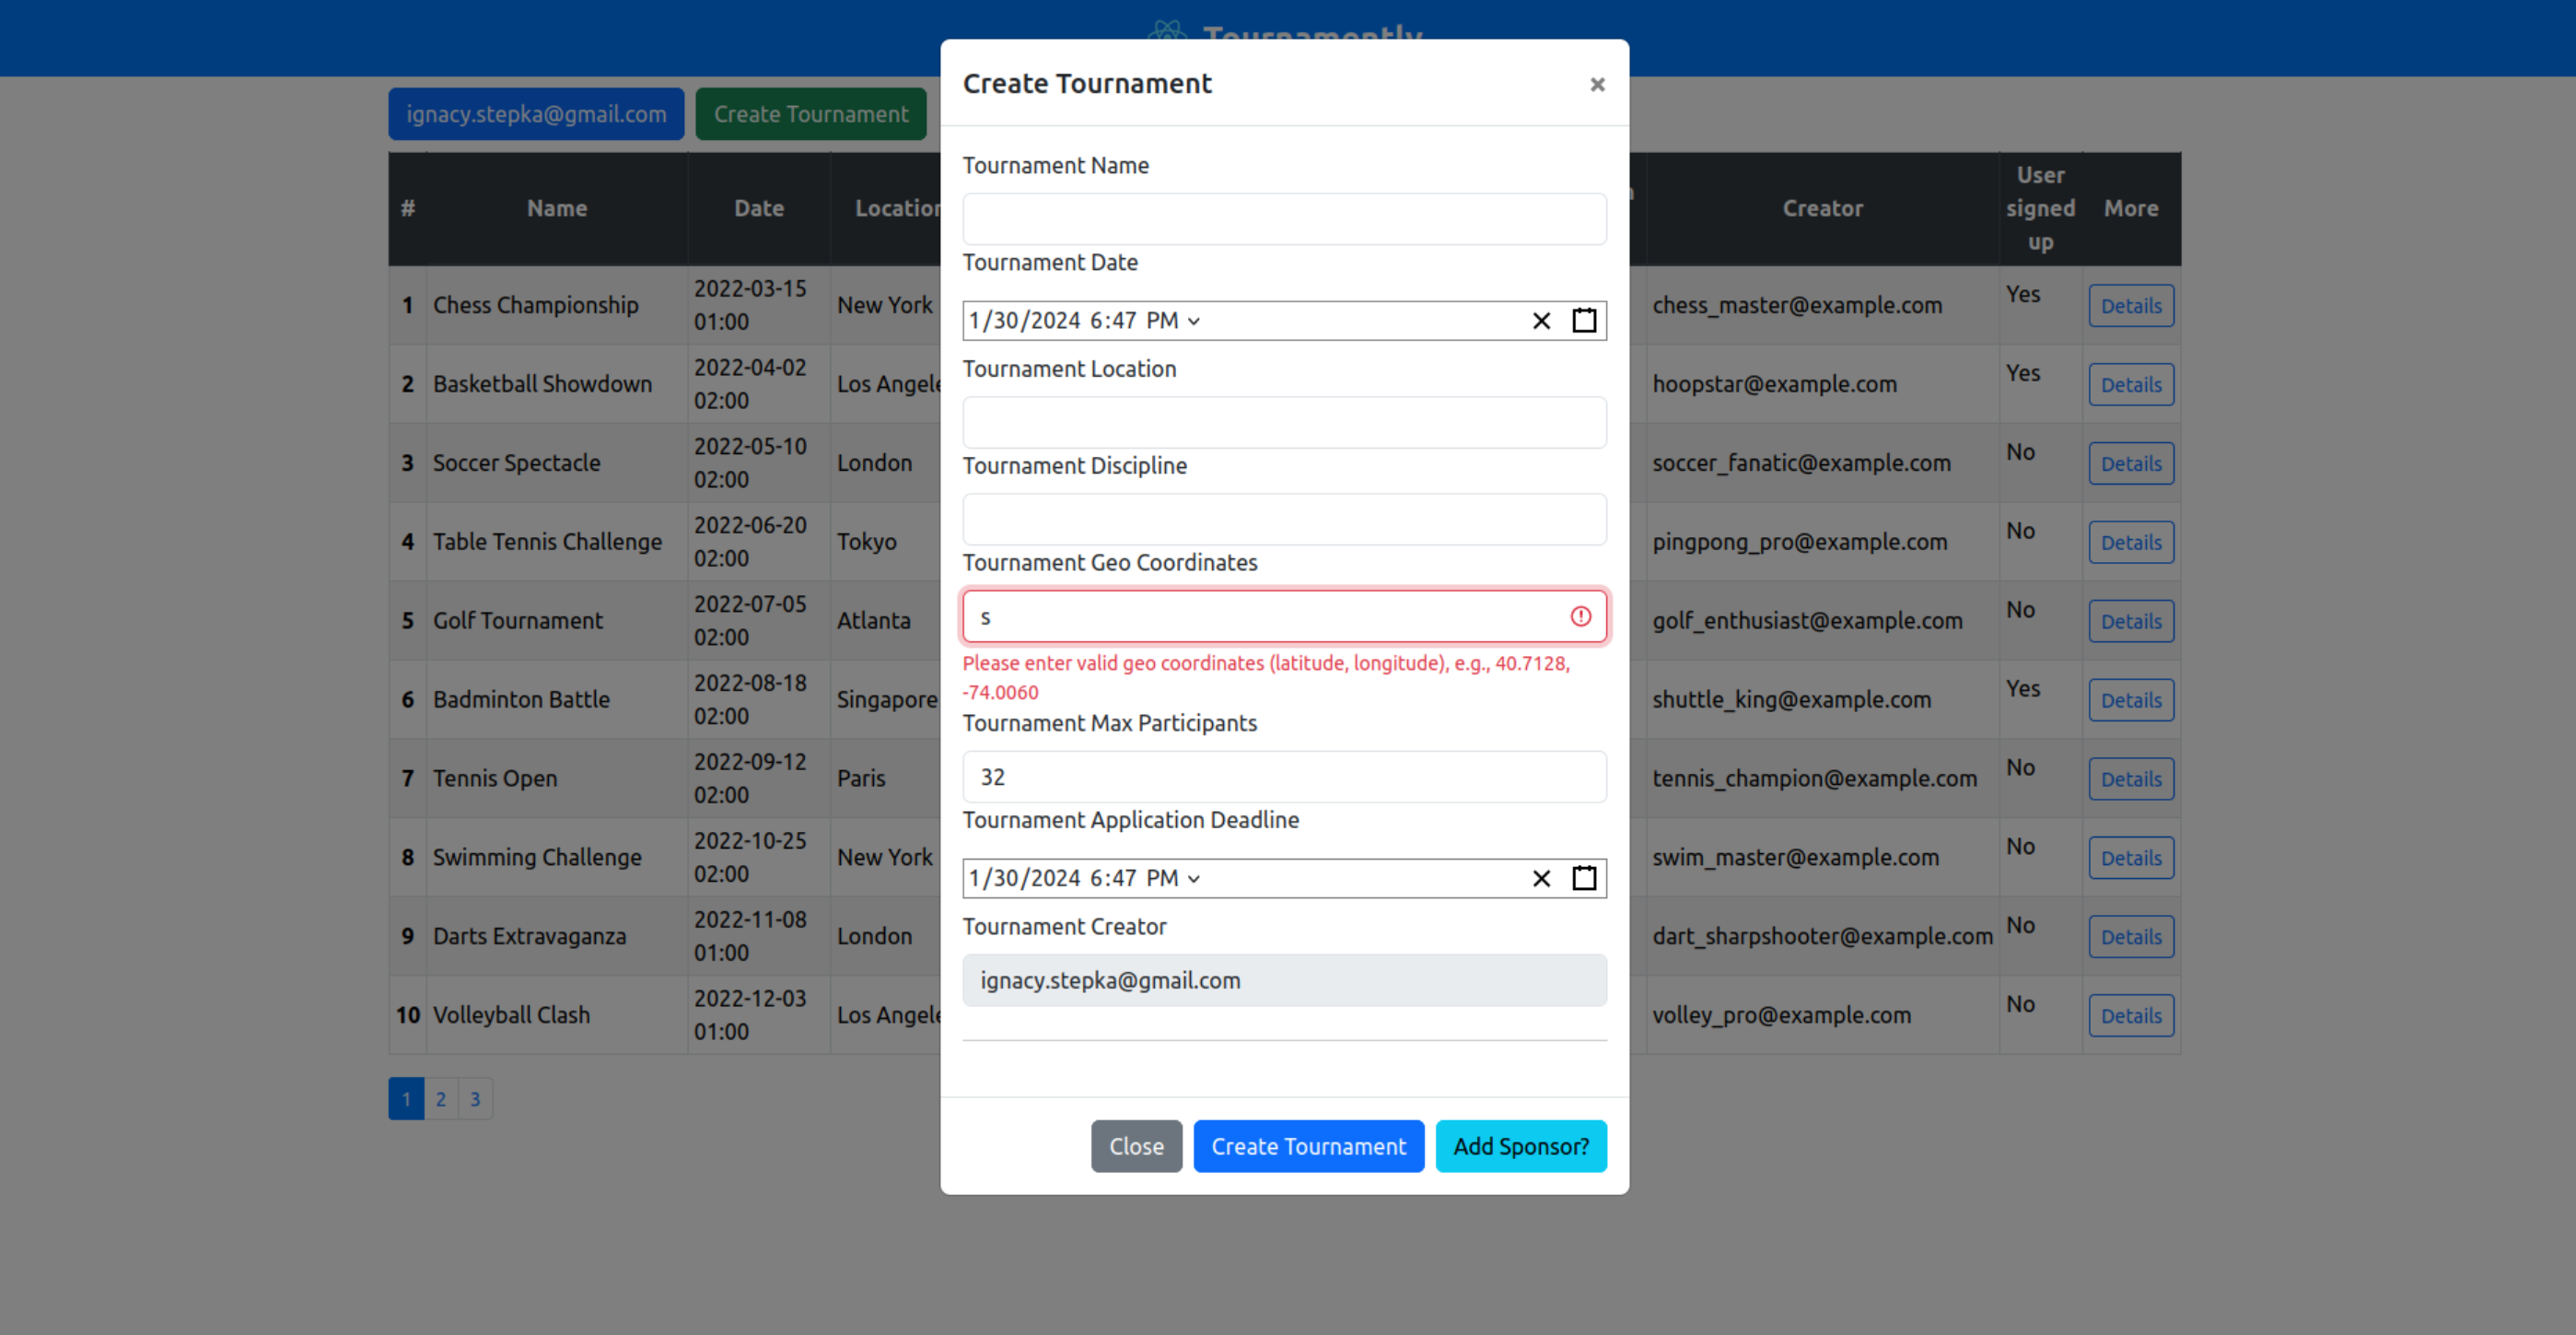 Tournamently
Create Tournament ×
ignacy.stepka@gmail.com Create Tournament
# Name Date Location Creator User signed up More
1 Chess Championship 2022-03-15 01:00 New York chess_master@example.com Yes Details
2 Basketball Showdown 2022-04-02 02:00 Los Angele hoopstar@example.com Yes Details
3 Soccer Spectacle 2022-05-10 02:00 London soccer_fanatic@example.com No Details
4 Table Tennis Challenge 2022-06-20 02:00 Tokyo pingpong_pro@example.com No Details
5 Golf Tournament 2022-07-05 02:00 Atlanta golf_enthusiast@example.com No Details
6 Badminton Battle 2022-08-18 02:00 Singapore shuttle_king@example.com Yes Details
7 Tennis Open 2022-09-12 02:00 Paris tennis_champion@example.com No Details
8 Swimming Challenge 2022-10-25 02:00 New York swim_master@example.com No Details
9 Darts Extravaganza 2022-11-08 01:00 London dart_sharpshooter@example.com No Details
10 Volleyball Clash 2022-12-03 01:00 Los Angele volley_pro@example.com No Details
1 2 3
Tournament Name
Tournament Date
1/30/2024 6:47 PM
Tournament Location
Tournament Discipline
Tournament Geo Coordinates
s
Please enter valid geo coordinates (latitude, longitude), e.g., 40.7128,
-74.0060
Tournament Max Participants
32
Tournament Application Deadline
1/30/2024 6:47 PM
Tournament Creator
ignacy.stepka@gmail.com
Close Create Tournament Add Sponsor?